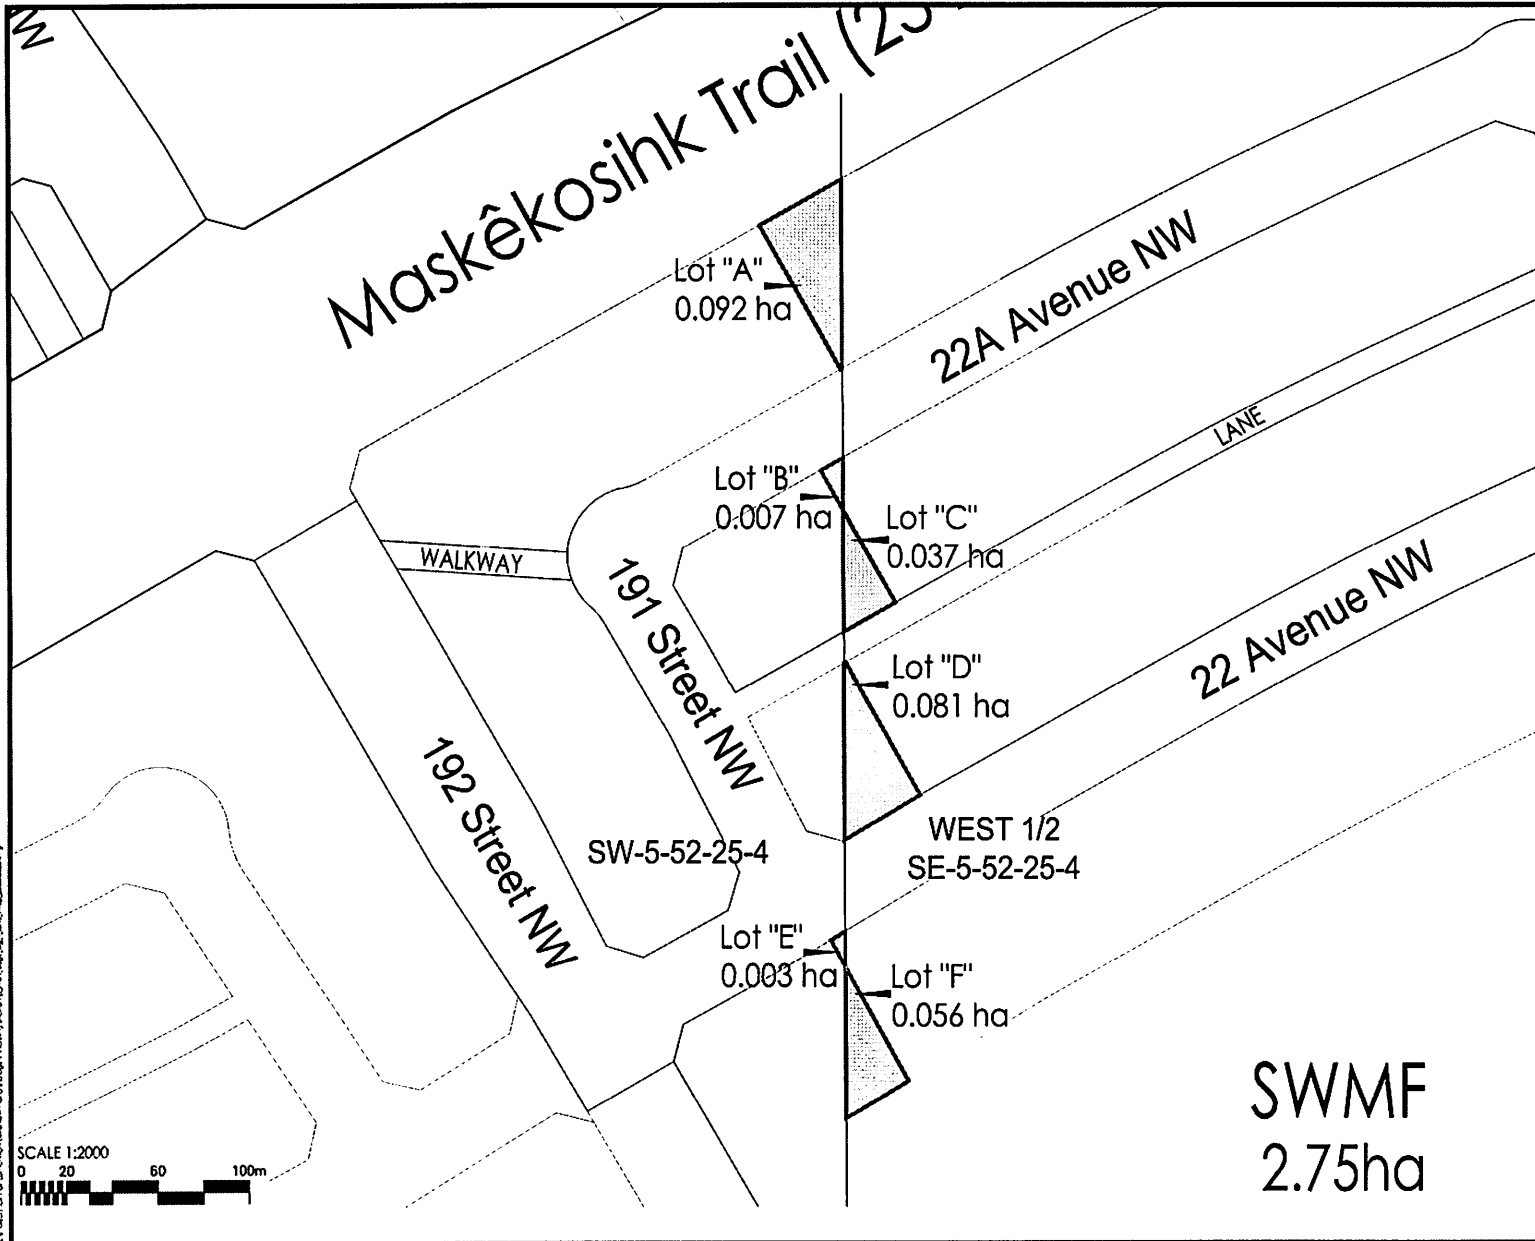 W
Maskêkosihk Trail (23
Lot "A"
0.092 ha
22A Avenue NW
LANE
Lot "B"
0.007 ha
Lot "C"
0.037 ha
WALKWAY
191 Street NW
22 Avenue NW
Lot "D"
0.081 ha
192 Street NW
SW-5-52-25-4
WEST 1/2
SE-5-52-25-4
Lot "E"
0.003 ha
Lot "F"
0.056 ha
SWMF
2.75ha
SCALE 1:2000
0 20 60 100m